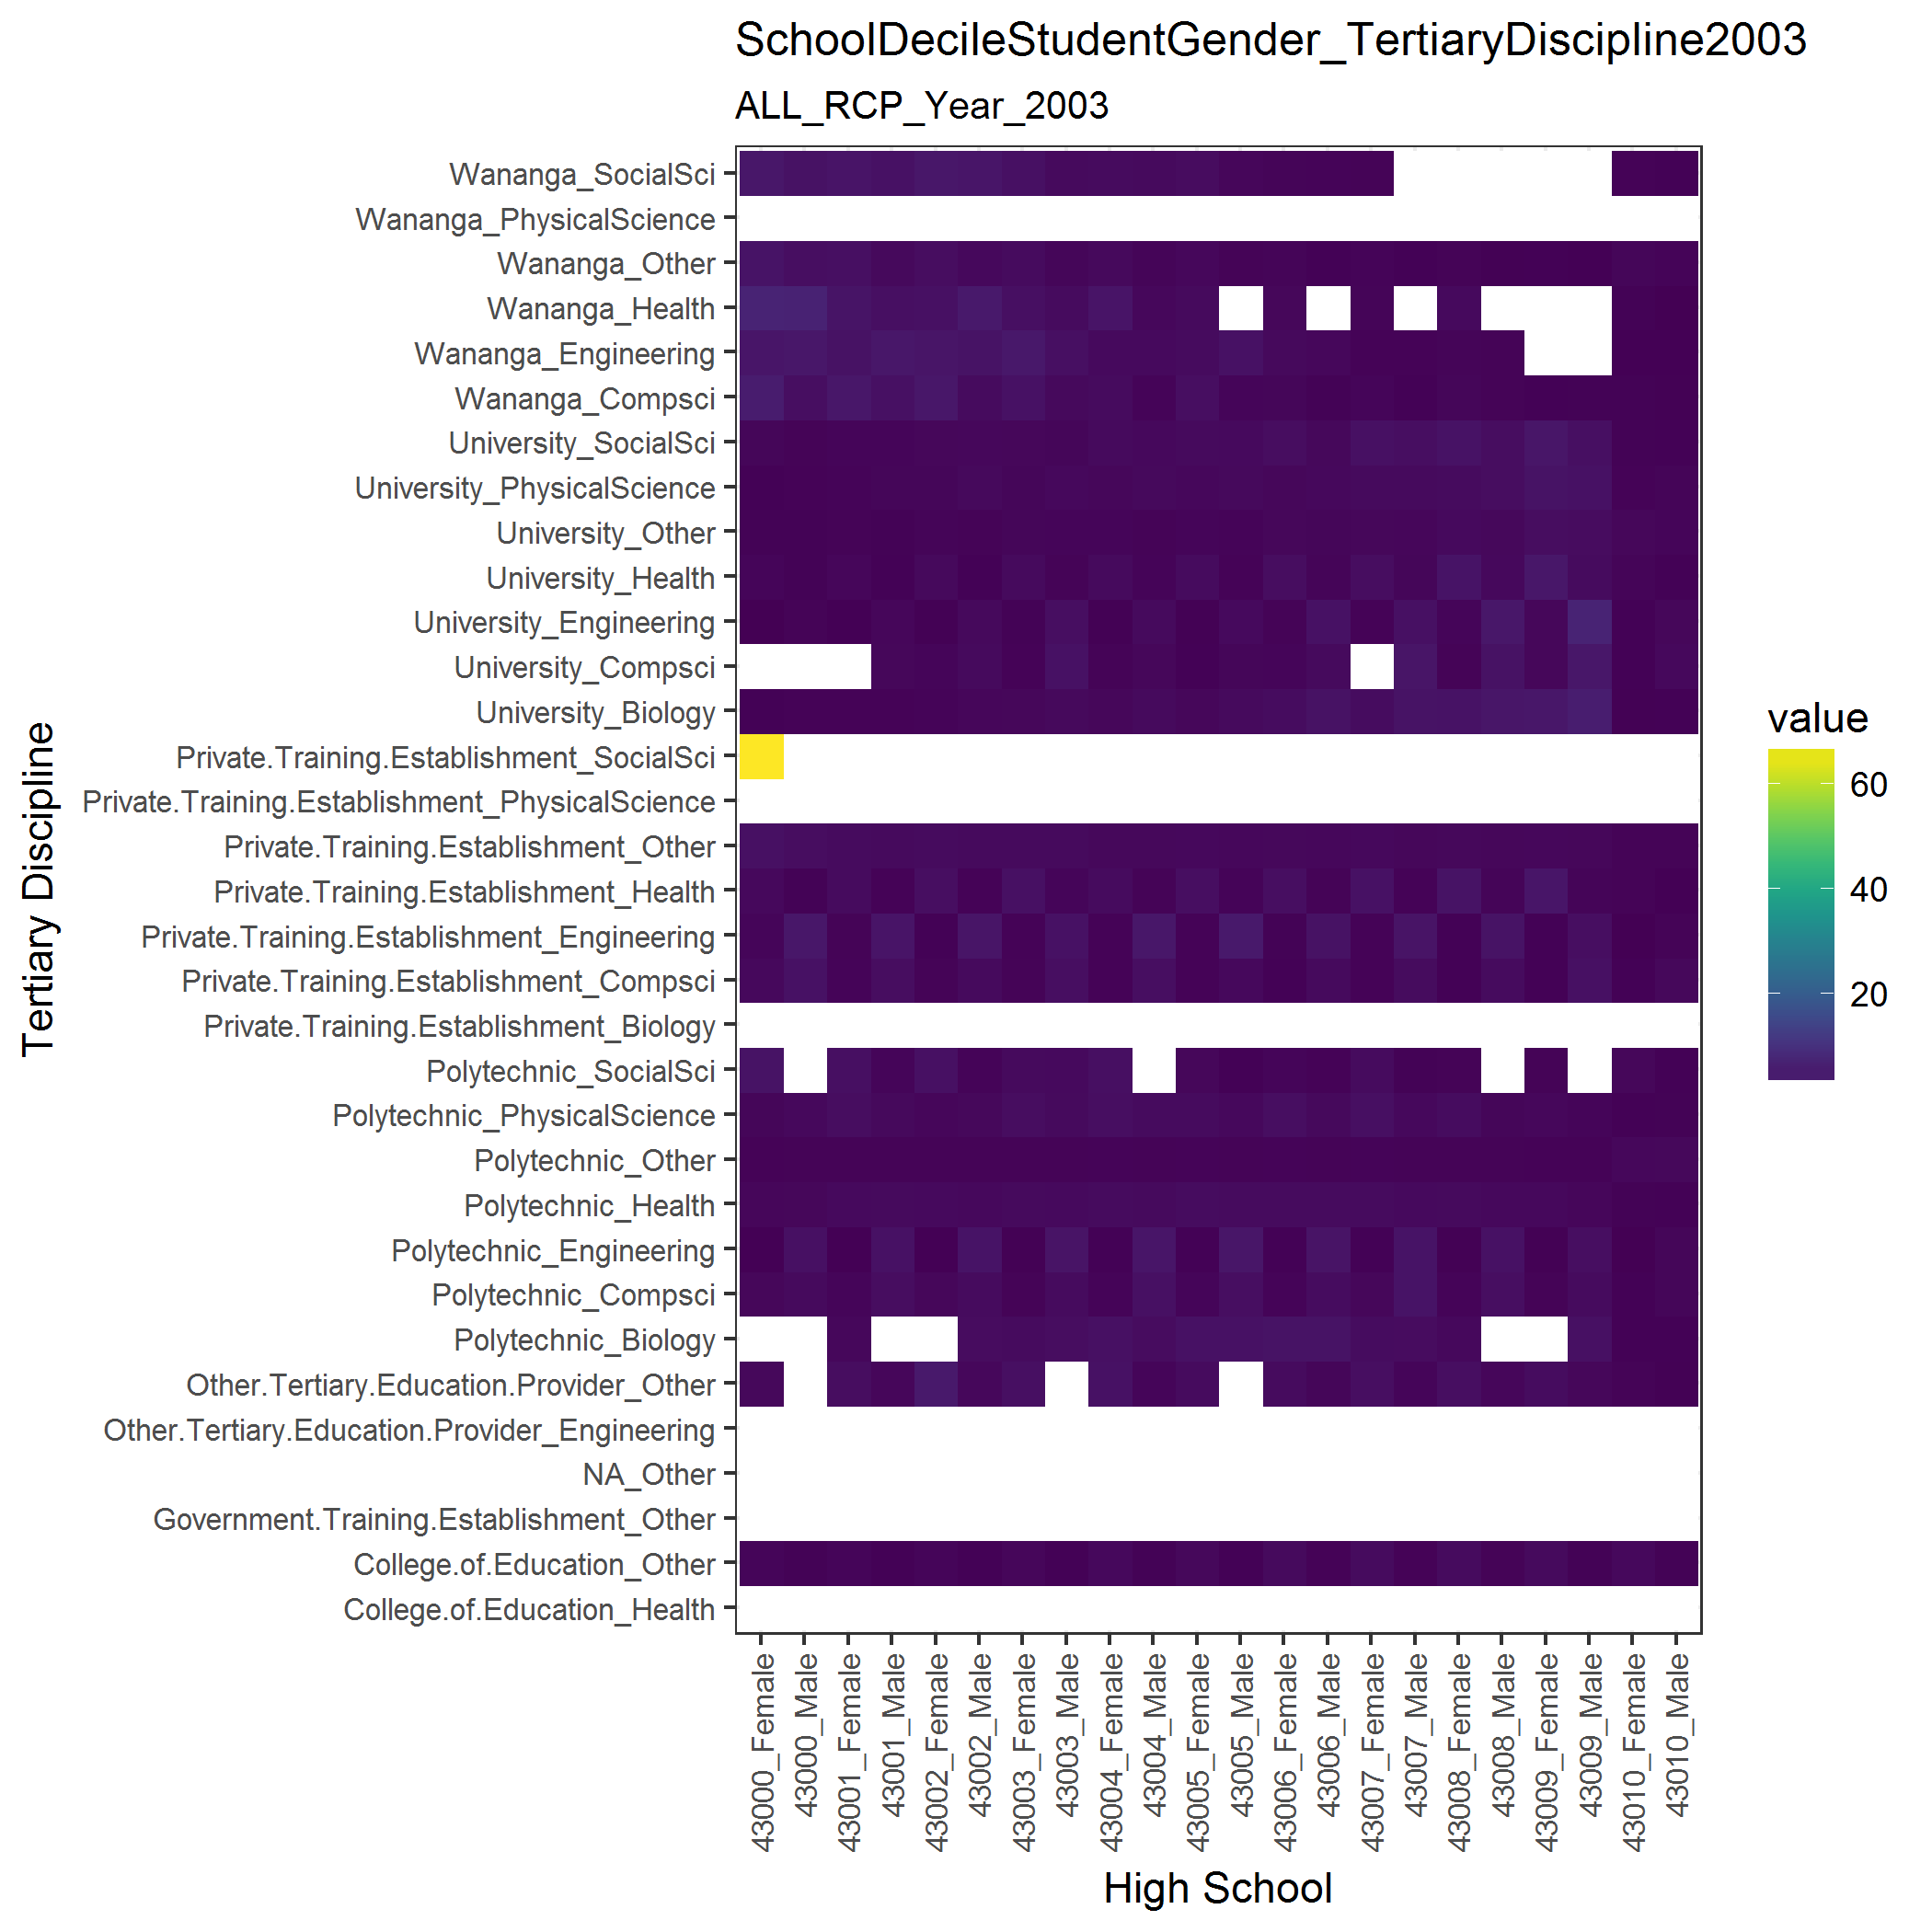 SchoolDecileStudentGender_TertiaryDiscipline2003
ALL_RCP_Year_2003
Tertiary Discipline
Wananga_SocialSci
Wananga_PhysicalScience
Wananga_Other
Wananga_Health
Wananga_Engineering
Wananga_Compsci
University_SocialSci
University_PhysicalScience
University_Other
University_Health
University_Engineering
University_Compsci
University_Biology
Private.Training.Establishment_SocialSci
Private.Training.Establishment_PhysicalScience
Private.Training.Establishment_Other
Private.Training.Establishment_Health
Private.Training.Establishment_Engineering
Private.Training.Establishment_Compsci
Private.Training.Establishment_Biology
Polytechnic_SocialSci
Polytechnic_PhysicalScience
Polytechnic_Other
Polytechnic_Health
Polytechnic_Engineering
Polytechnic_Compsci
Polytechnic_Biology
Other.Tertiary.Education.Provider_Other
Other.Tertiary.Education.Provider_Engineering
NA_Other
Government.Training.Establishment_Other
College.of.Education_Other
College.of.Education_Health
43000_Female
43000_Male
43001_Female
43001_Male
43002_Female
43002_Male
43003_Female
43003_Male
43004_Female
43004_Male
43005_Female
43005_Male
43006_Female
43006_Male
43007_Female
43007_Male
43008_Female
43008_Male
43009_Female
43009_Male
43010_Female
43010_Male
High School
value
60
40
20